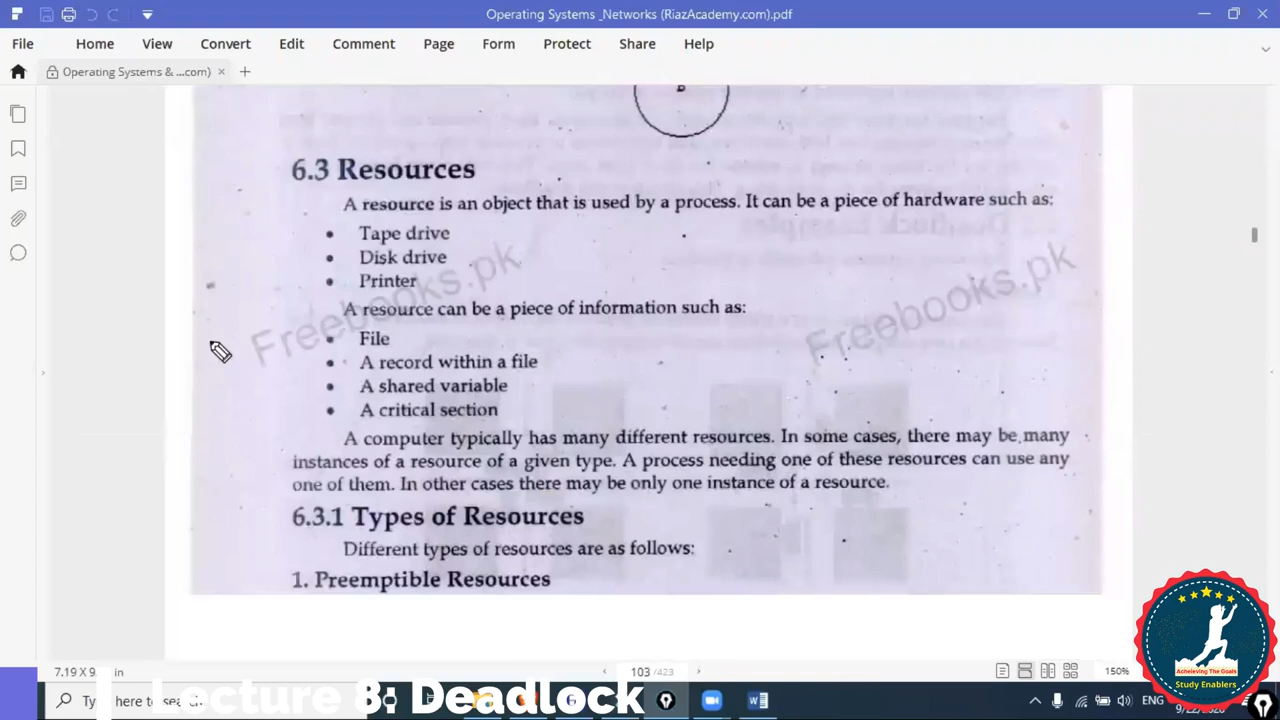 Operating Systems _Networks (RiazAcademy.com).pdf
File Home View Convert Edit Comment Page Form Protect Share Help
Operating Systems & ...com) × +
6.3 Resources
A resource is an object that is used by a process. It can be a piece of hardware such as:
• Tape drive
• Disk drive
• Printer
A resource can be a piece of information such as:
• File
• A record within a file
• A shared variable
• A critical section
A computer typically has many different resources. In some cases, there may be many
instances of a resource of a given type. A process needing one of these resources can use any
one of them. In other cases there may be only one instance of a resource.
6.3.1 Types of Resources
Different types of resources are as follows:
1. Preemptible Resources
Freebooks.pk
Freebooks.pk
7.19 X 9. in
103 /423
150%
Acheieving The Goals
Study Enablers
Lecture 8: Deadlock
here to
ENG